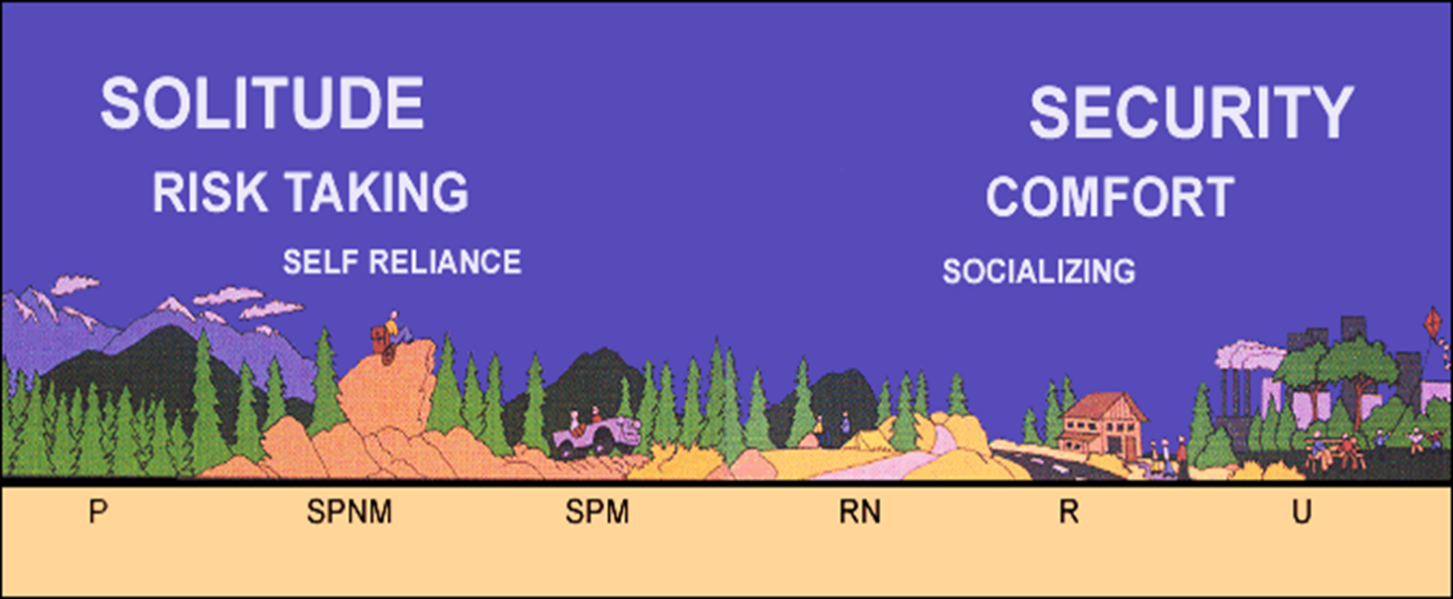 SOLITUDE
RISK TAKING
SELF RELIANCE
SECURITY
COMFORT
SOCIALIZING
P SPNM SPM RN R U